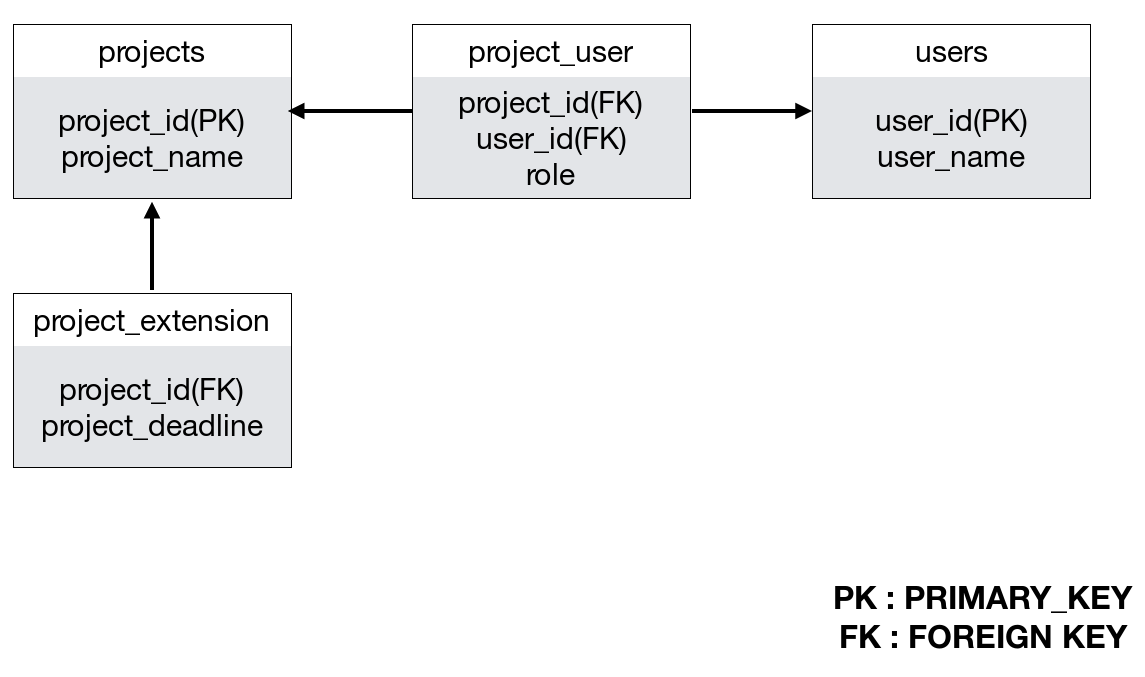 projects
project_id(PK)
project_name
project_user
project_id(FK)
user_id(FK)
role
users
user_id(PK)
user_name
project_extension
project_id(FK)
project_deadline
PK : PRIMARY_KEY
FK : FOREIGN KEY